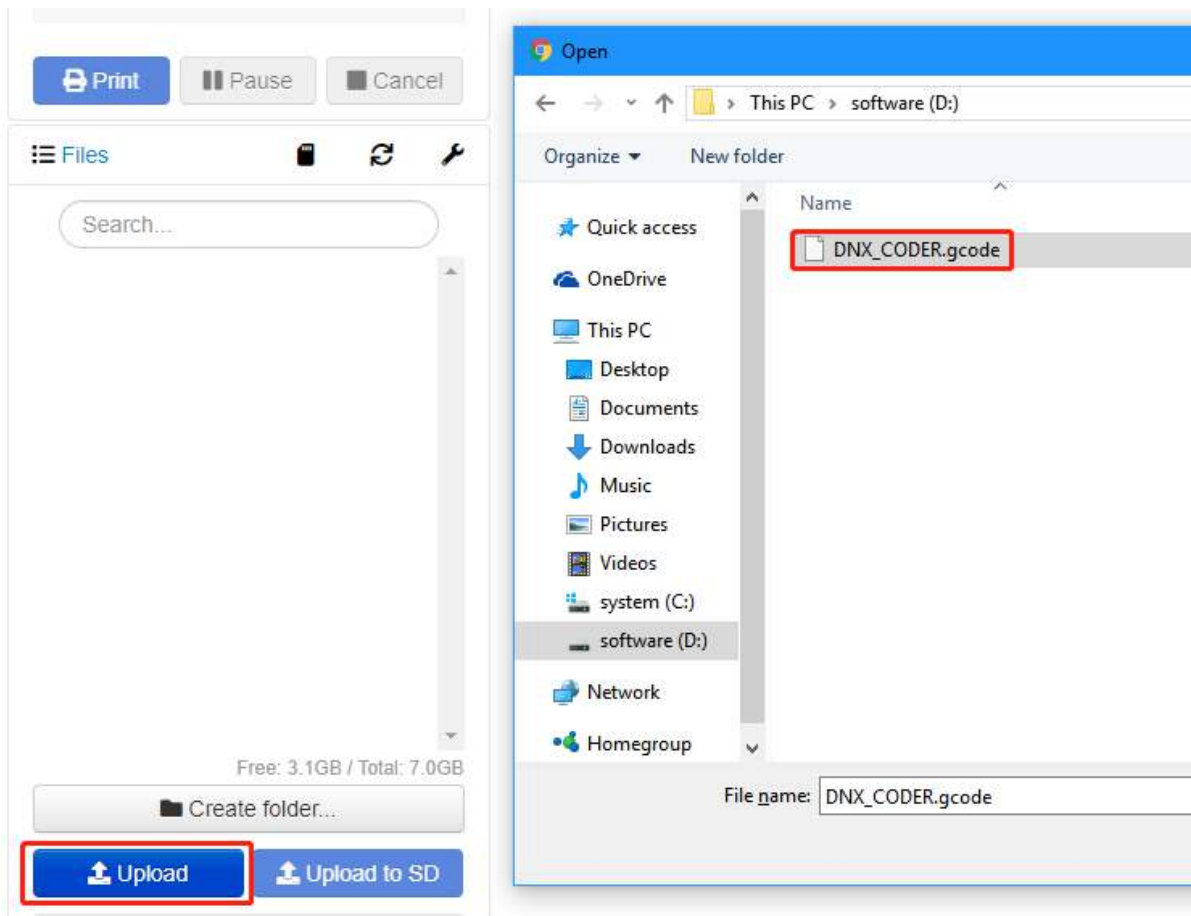 Print
Pause
Cancel
Files
Search...
Free: 3.1GB / Total: 7.0GB
Create folder...
Upload
Upload to SD
Open
This PC > software (D:)
Organize
New folder
Name
Quick access
DNX_CODER.gcode
OneDrive
This PC
Desktop
Documents
Downloads
Music
Pictures
Videos
system (C:)
software (D:)
Network
Homegroup
File name: DNX_CODER.gcode